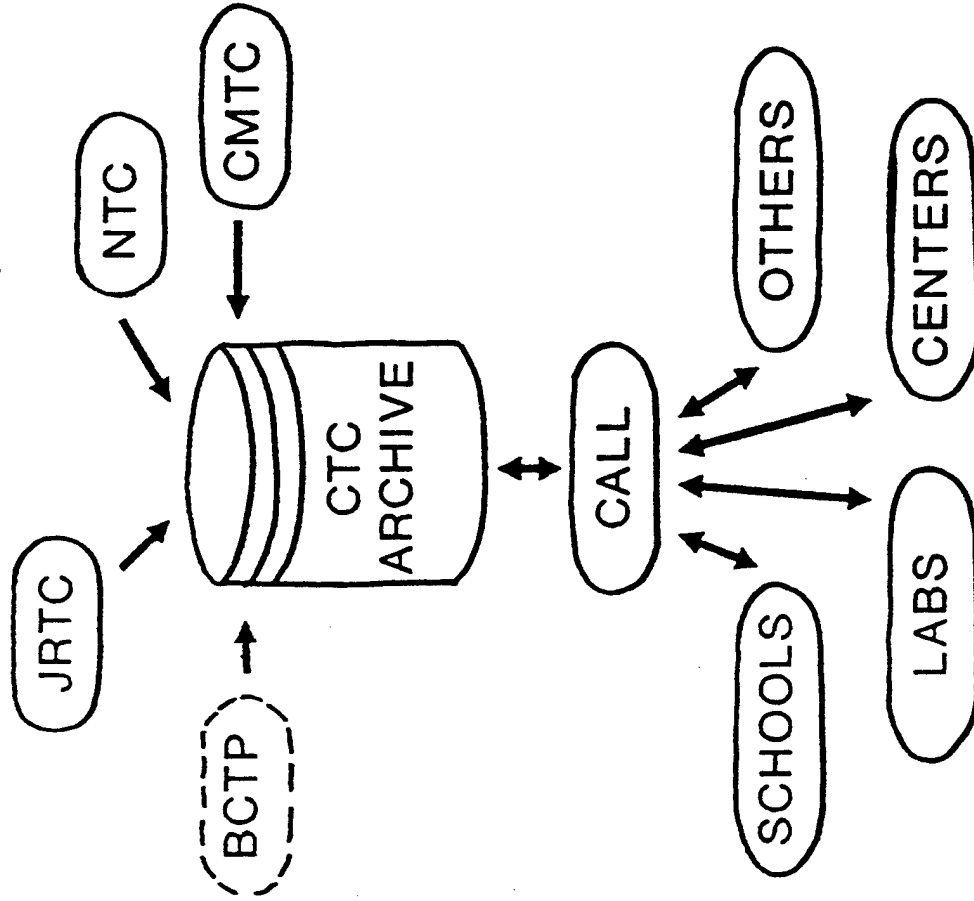 JRTC
NTC
BCTP
CMTC
CTC
ARCHIVE
CALL
SCHOOLS
OTHERS
LABS
CENTERS